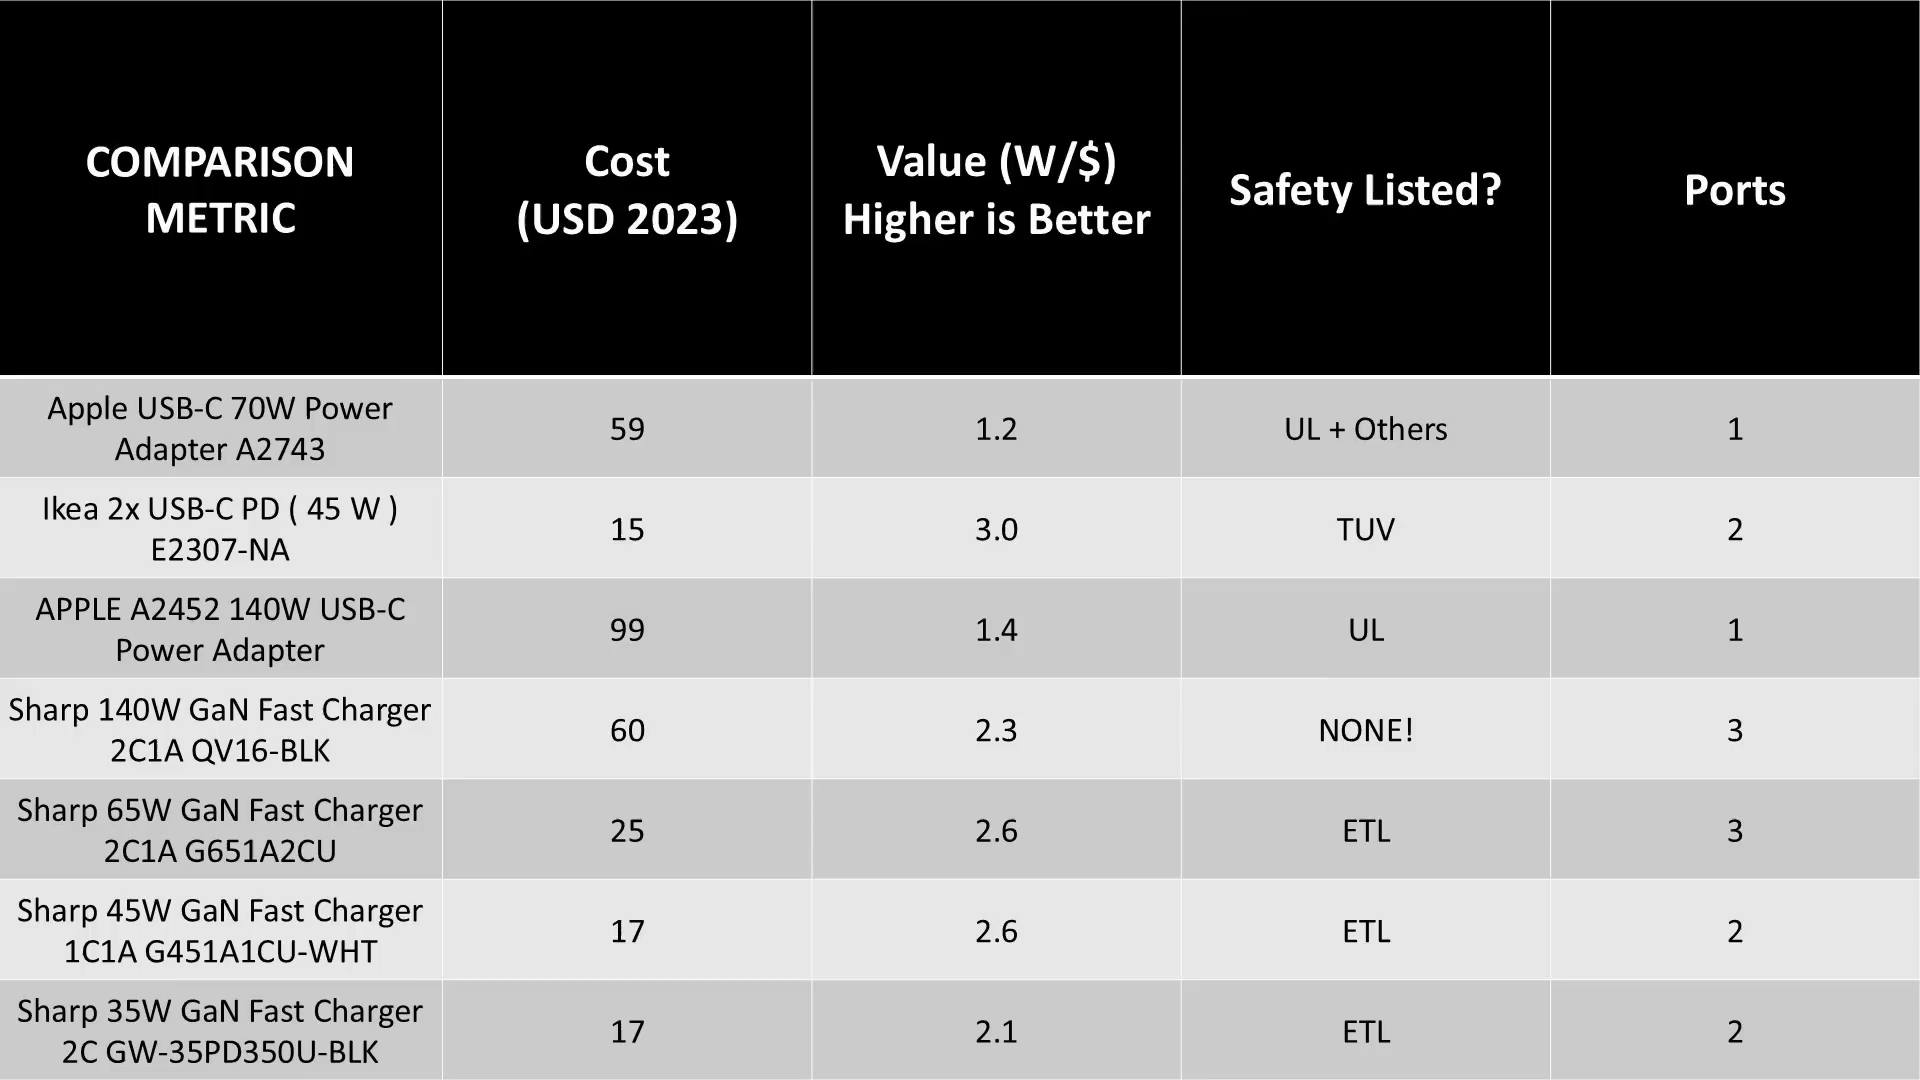 COMPARISON
METRIC
Cost
(USD 2023)
Value (W/$)
Higher is Better
Safety Listed?
Ports
Apple USB-C 70W Power
Adapter A2743
59
1.2
UL + Others
1
Ikea 2x USB-C PD ( 45 W )
E2307-NA
15
3.0
TUV
2
APPLE A2452 140W USB-C
Power Adapter
99
1.4
UL
1
Sharp 140W GaN Fast Charger
2C1A QV16-BLK
60
2.3
NONE!
3
Sharp 65W GaN Fast Charger
2C1A G651A2CU
25
2.6
ETL
3
Sharp 45W GaN Fast Charger
1C1A G451A1CU-WHT
17
2.6
ETL
2
Sharp 35W GaN Fast Charger
2C GW-35PD350U-BLK
17
2.1
ETL
2